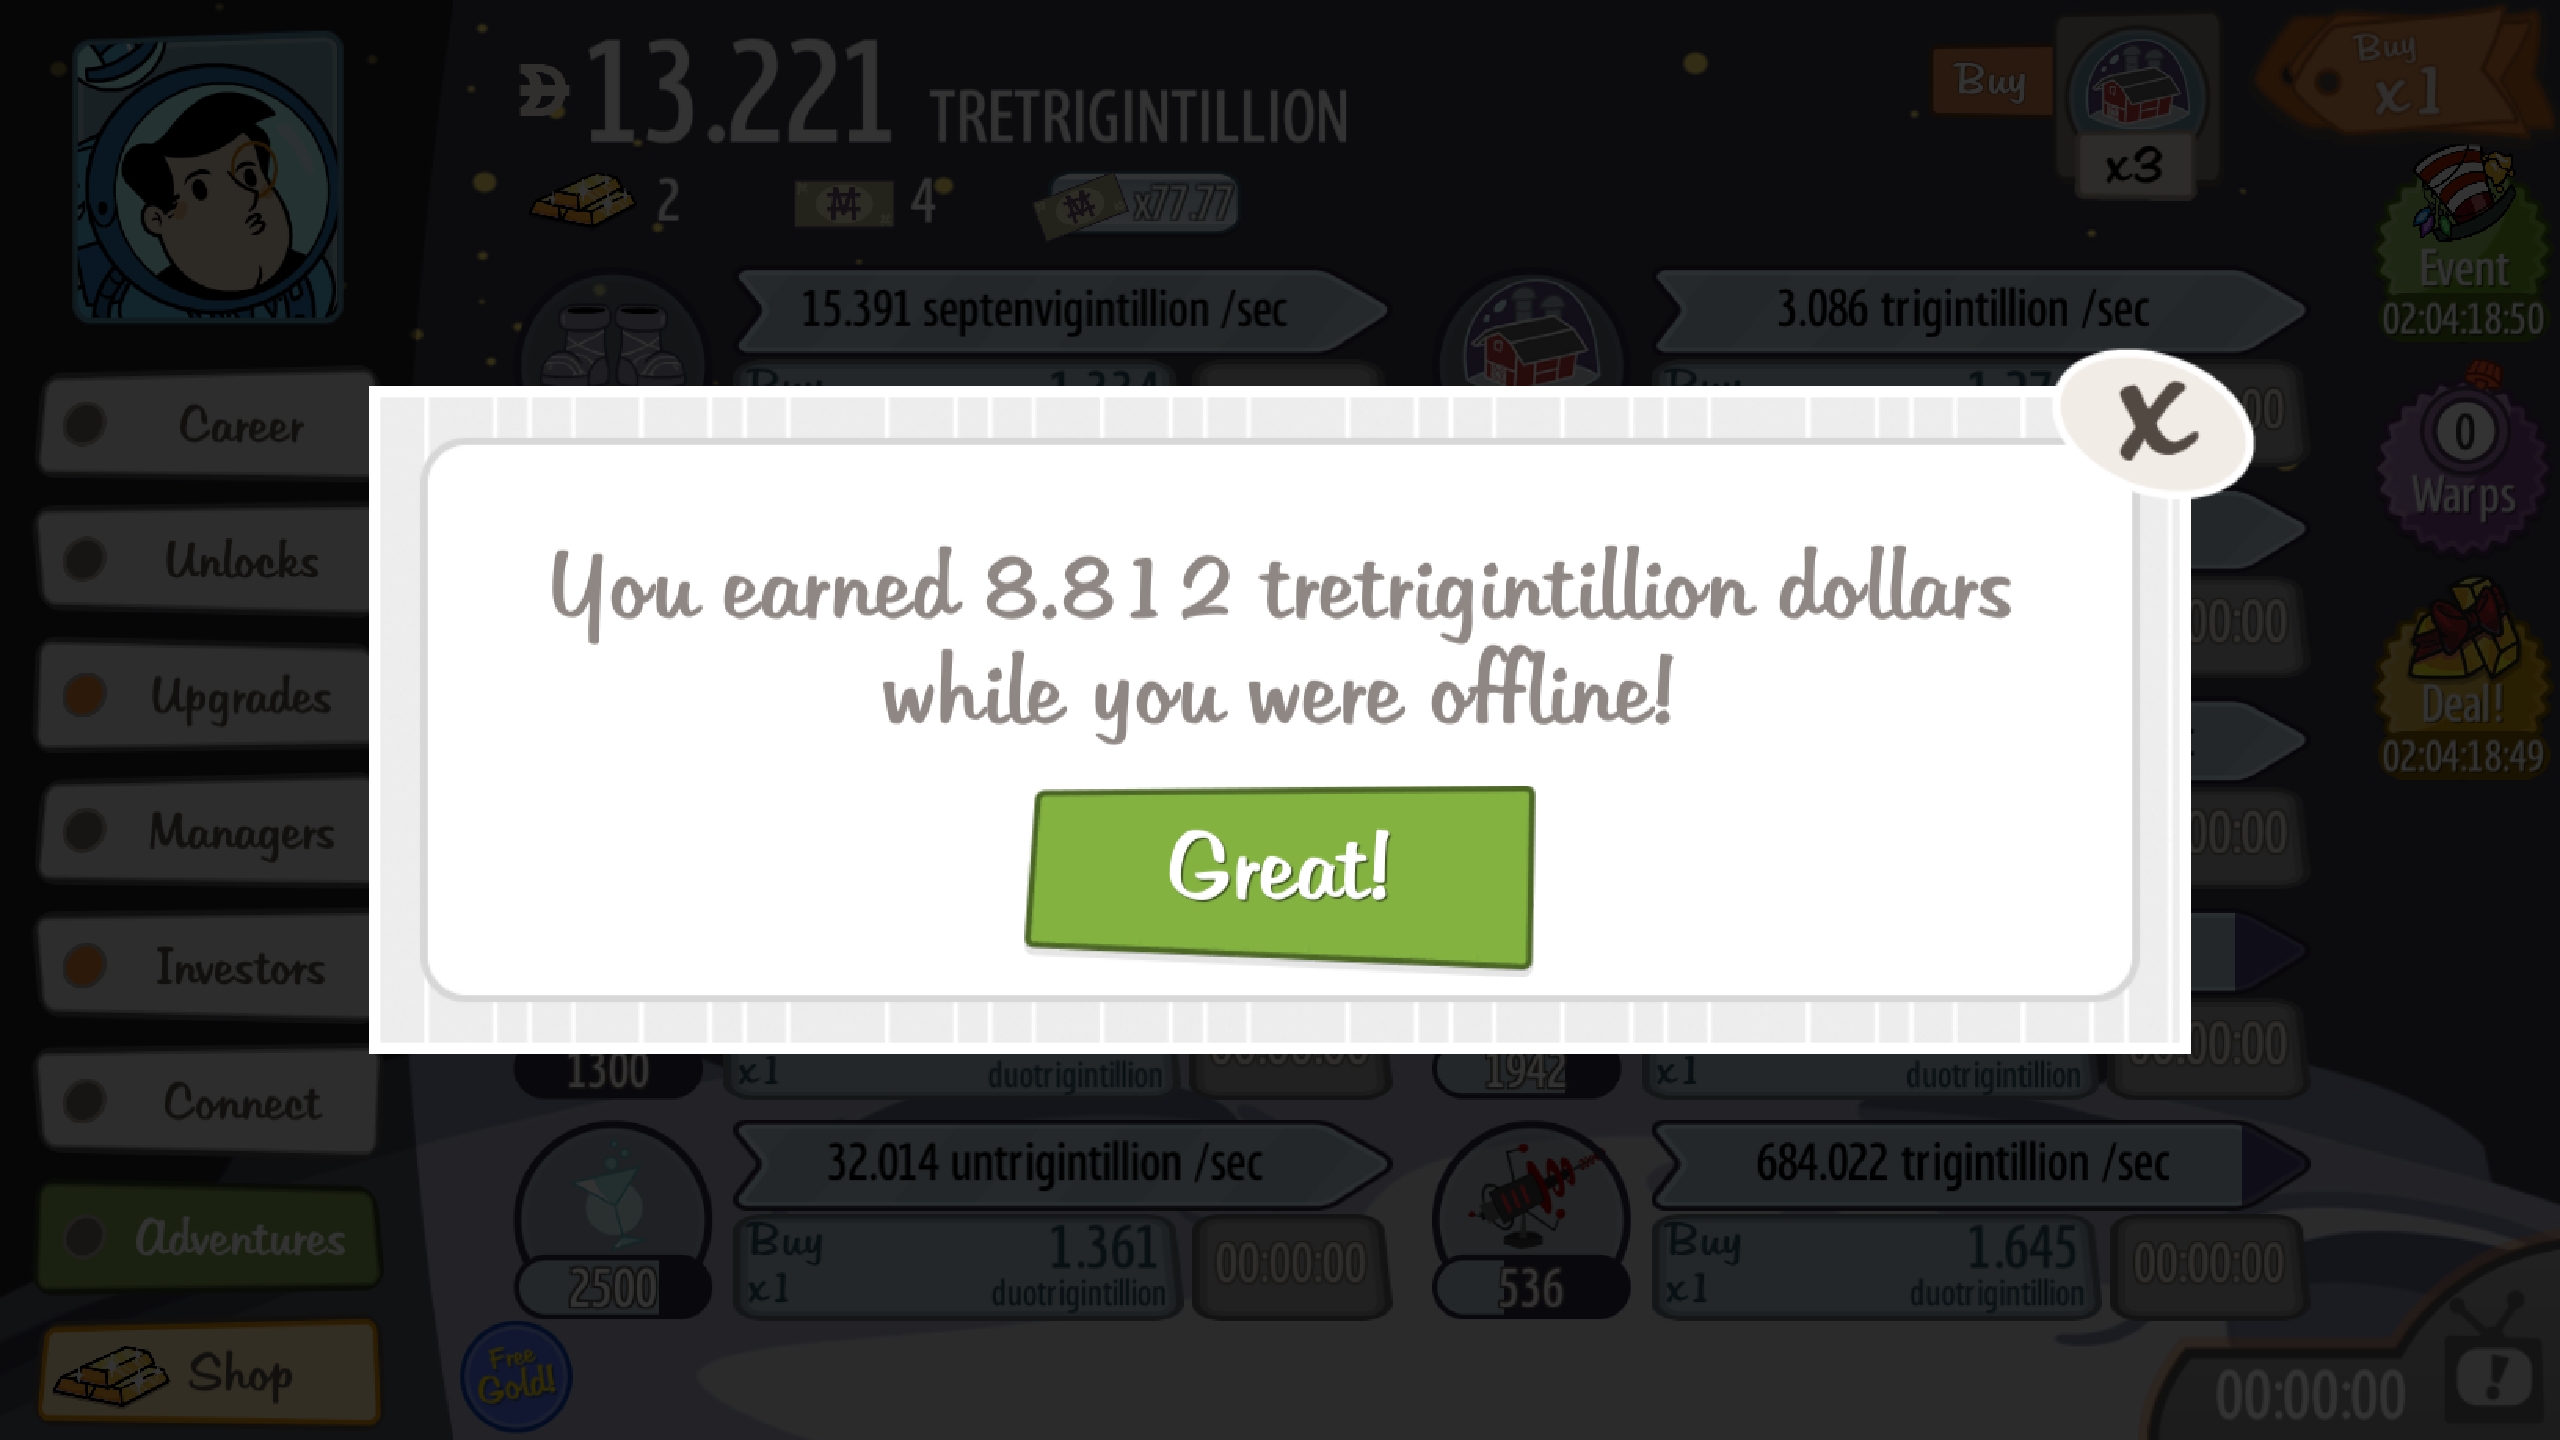 13.221 TRETRIGINTILLION
2
4
x77.77
Buy
x3
Buy
x1
Event
02:04:18:50
0
Warps
Deal!
02:04:18:49
Career
Unlocks
Upgrades
Managers
Investors
Connect
Adventures
Shop
15.391 septenvigintillion /sec
3.086 trigintillion /sec
You earned 8.812 tretrigintillion dollars
while you were offline!
Great!
X
1300
x1
duotrigintillion
1942
x1
duotrigintillion
32.014 untrigintillion /sec
2500
Buy
x1
1.361
duotrigintillion
00:00:00
684.022 trigintillion /sec
536
Buy
x1
1.645
duotrigintillion
00:00:00
Free
Gold!
00:00:00
!